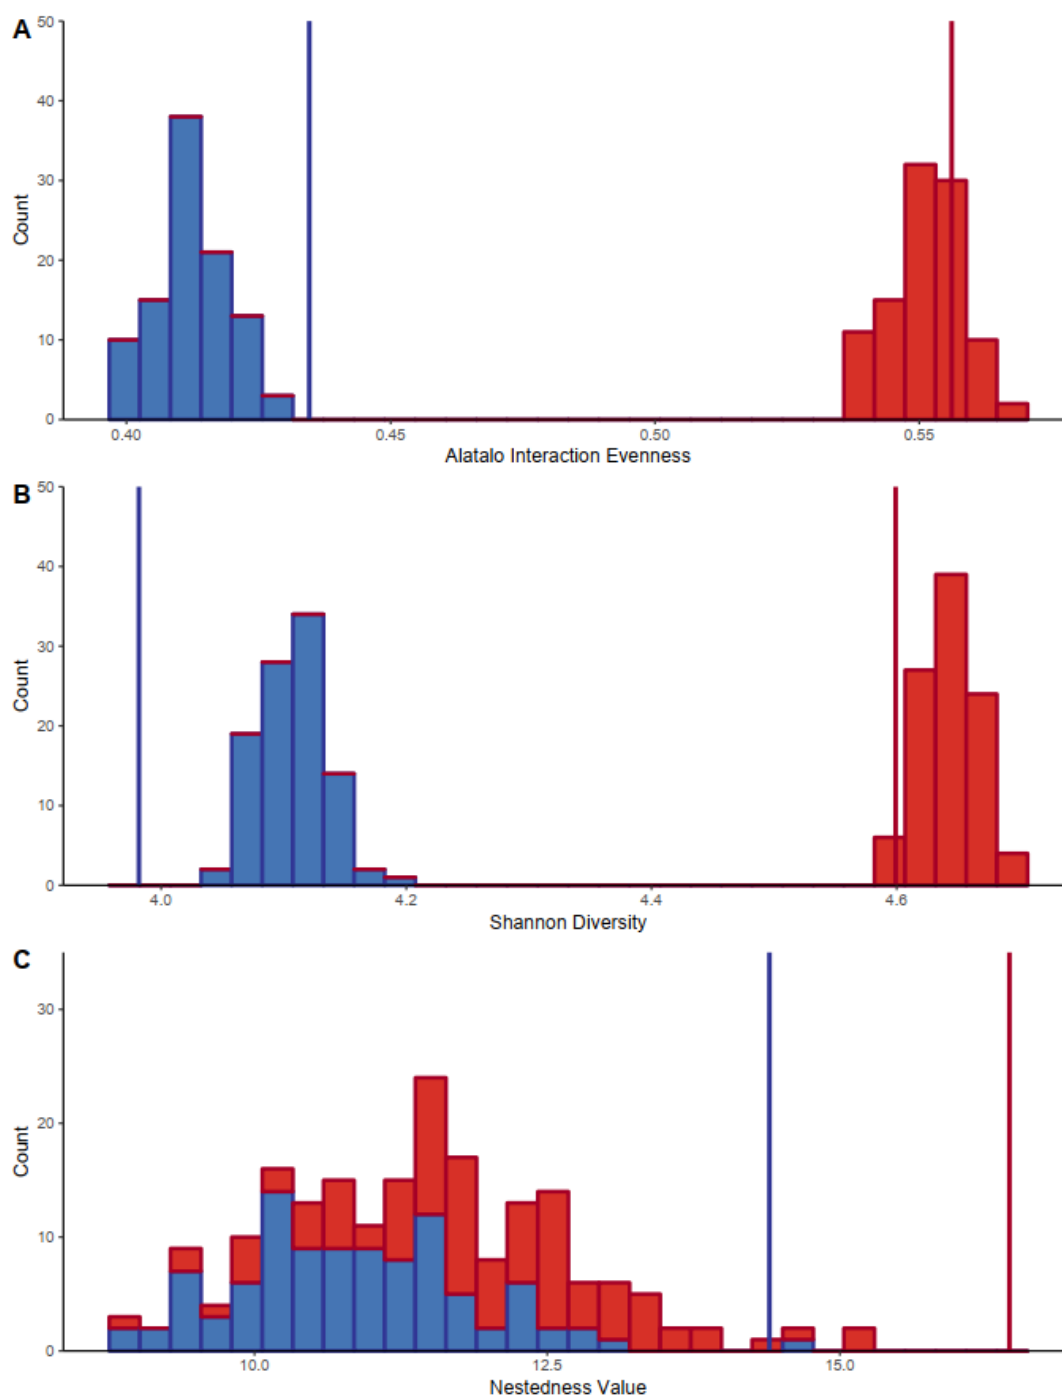 A
50
40
30
20
10
0
Count
0.40 0.45 0.50 0.55
Alatalo Interaction Evenness
B
50
40
30
20
10
0
Count
4.0 4.2 4.4 4.6
Shannon Diversity
C
30
20
10
0
Count
10.0 12.5 15.0
Nestedness Value